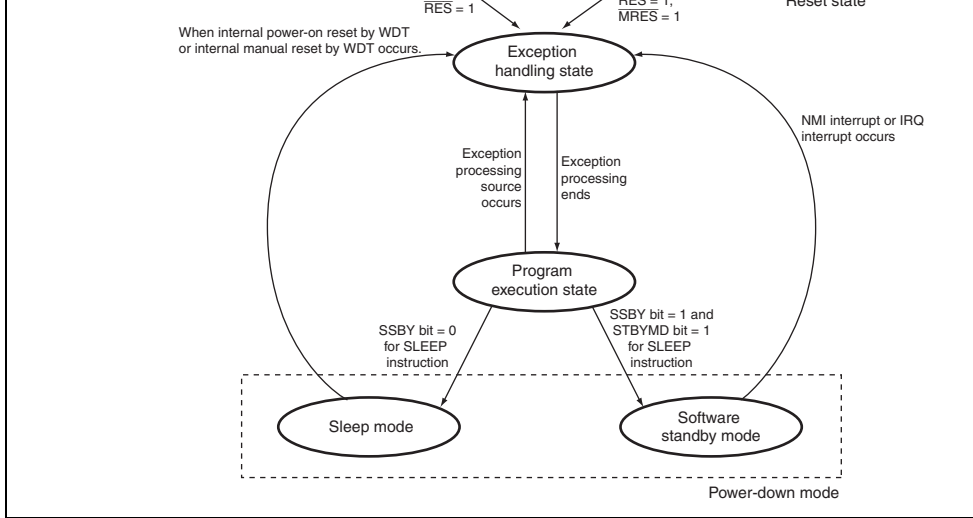 RES = 1
RES = 1,
MRES = 1
Reset state
When internal power-on reset by WDT
or internal manual reset by WDT occurs.
Exception
handling state
NMI interrupt or IRQ
interrupt occurs
Exception
processing
source
occurs
Exception
processing
ends
Program
execution state
SSBY bit = 0
for SLEEP
instruction
SSBY bit = 1 and
STBYMD bit = 1
for SLEEP
instruction
Sleep mode
Software
standby mode
Power-down mode